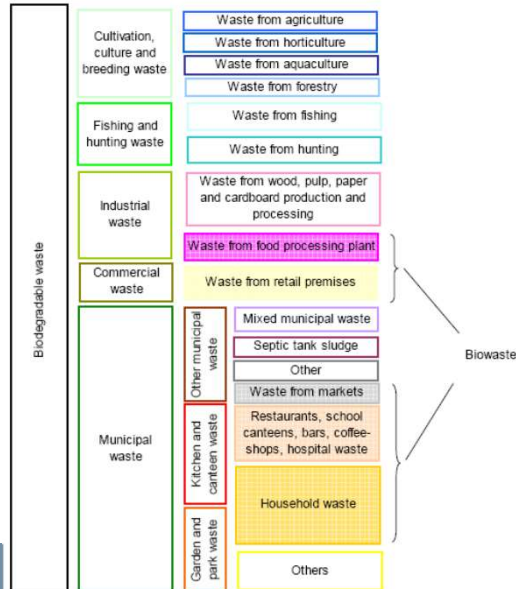 Biodegradable waste
Cultivation,
culture and
breeding waste
Waste from agriculture
Waste from horticulture
Waste from aquaculture
Waste from forestry
Fishing and
hunting waste
Waste from fishing
Waste from hunting
Industrial
waste
Waste from wood, pulp, paper
and cardboard production and
processing
Waste from food processing plant
Commercial
waste
Waste from retail premises
Biowaste
Municipal
waste
Other municipal
waste
Mixed municipal waste
Septic tank sludge
Other
Waste from markets
Kitchen and
canteen waste
Restaurants, school
canteens, bars, coffee-
shops, hospital waste
Household waste
Garden and
park waste
Others